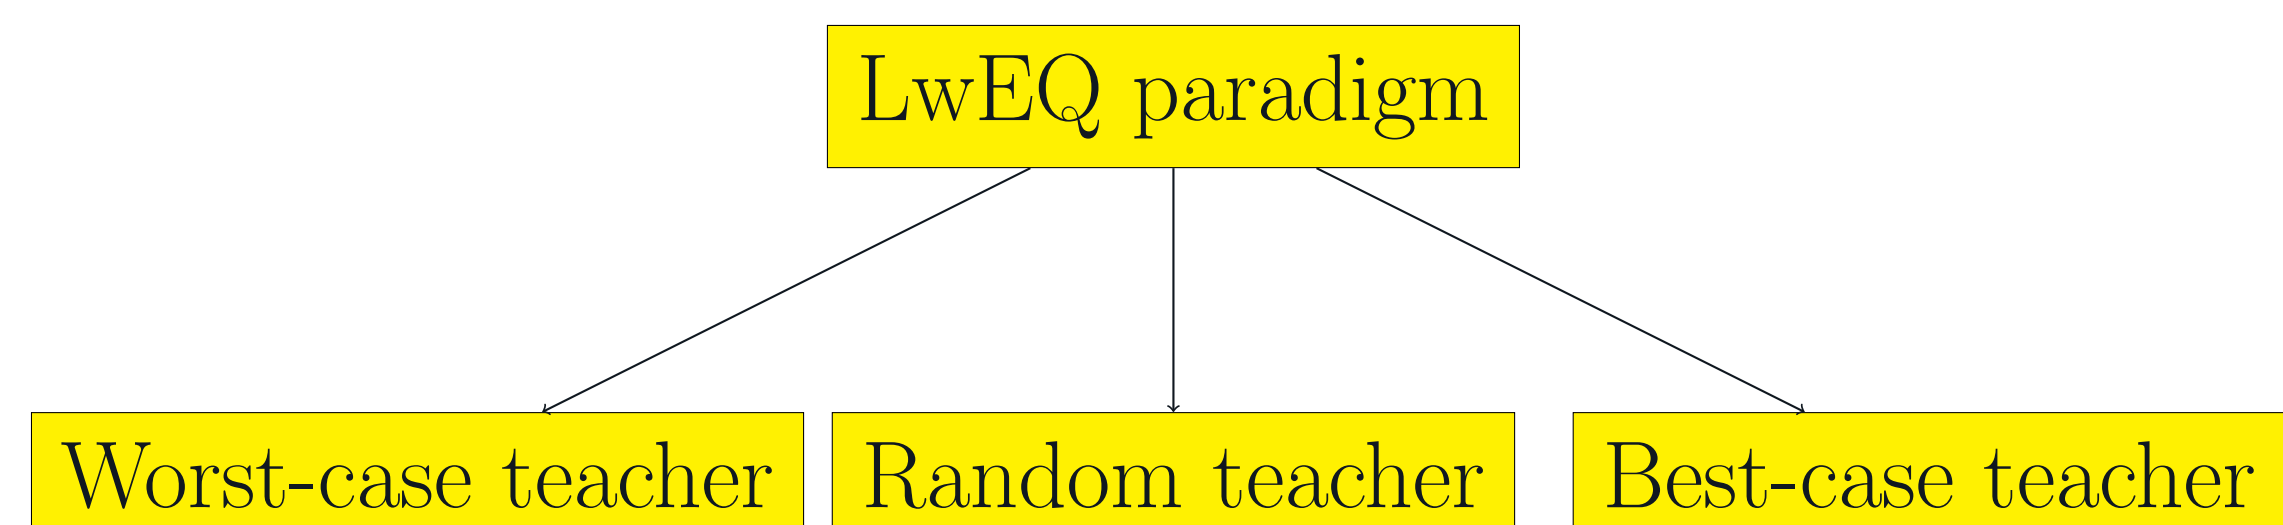 LwEQ paradigm
Worst-case teacher
Random teacher
Best-case teacher